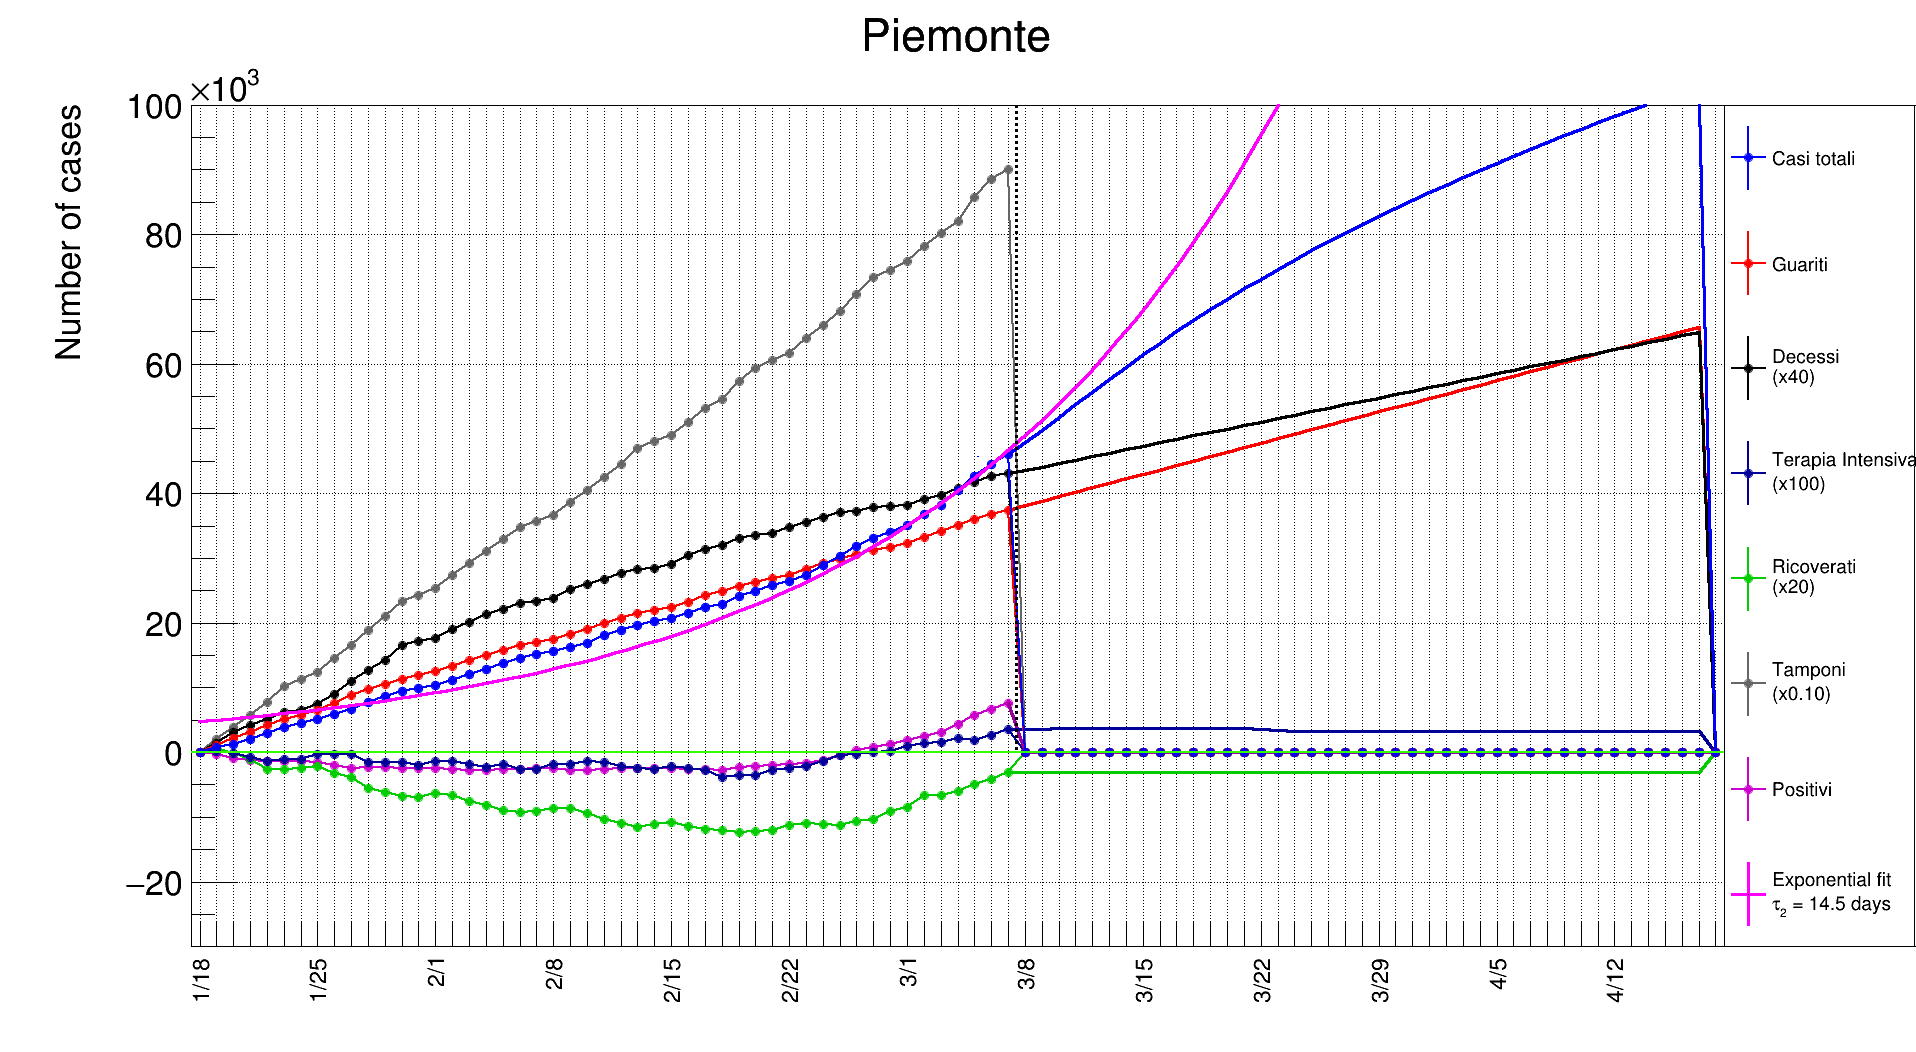 Piemonte
×10³
Number of cases
100
80
60
40
20
0
−20
1/18
1/25
2/1
2/8
2/15
2/22
3/1
3/8
3/15
3/22
3/29
4/5
4/12
Casi totali
Guariti
Decessi
(x40)
Terapia Intensiva
(x100)
Ricoverati
(x20)
Tamponi
(x0.10)
Positivi
Exponential fit
τ₂ = 14.5 days